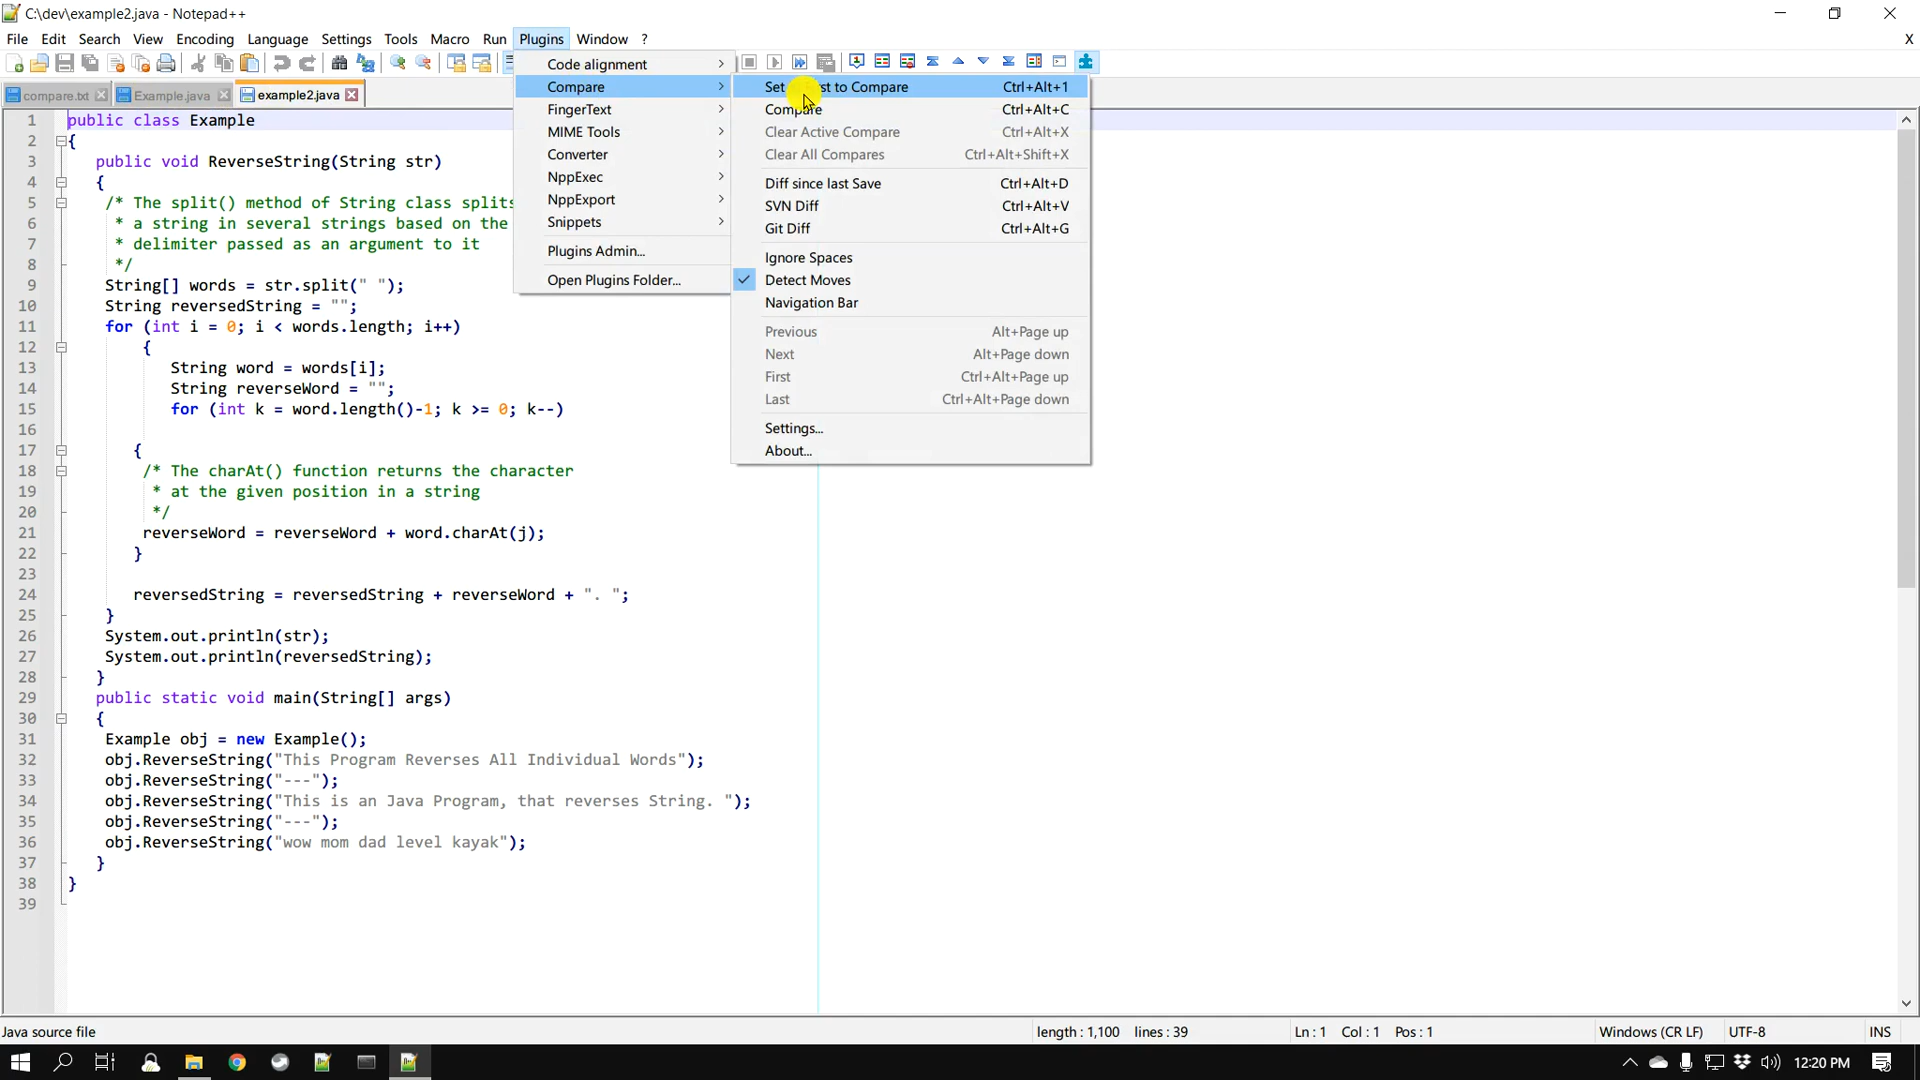 C:\dev\example2.java - Notepad++
File Edit Search View Encoding Language Settings Tools Macro Run Plugins Window ? X
compare.txt Example.java example2.java
Code alignment
Compare
FingerText
MIME Tools
Converter
NppExec
NppExport
Snippets
Plugins Admin...
Open Plugins Folder...
Set to Compare Ctrl+Alt+1
Compare Ctrl+Alt+C
Clear Active Compare Ctrl+Alt+X
Clear All Compares Ctrl+Alt+Shift+X
Diff since last Save Ctrl+Alt+D
SVN Diff Ctrl+Alt+V
Git Diff Ctrl+Alt+G
Ignore Spaces
Detect Moves
Navigation Bar
Previous Alt+Page up
Next Alt+Page down
First Ctrl+Alt+Page up
Last Ctrl+Alt+Page down
Settings...
About...
1 public class Example
2 {
3 public void ReverseString(String str)
4 {
5 /* The split() method of String class splits
6 * a string in several strings based on the
7 * delimiter passed as an argument to it
8 */
9 String[] words = str.split(" ");
10 String reversedString = "";
11 for (int i = 0; i < words.length; i++)
12 {
13 String word = words[i];
14 String reverseWord = "";
15 for (int k = word.length()-1; k >= 0; k--)
16
17 {
18 /* The charAt() function returns the character
19 * at the given position in a string
20 */
21 reverseWord = reverseWord + word.charAt(j);
22 }
23
24 reversedString = reversedString + reverseWord + ". ";
25 }
26 System.out.println(str);
27 System.out.println(reversedString);
28 }
29 public static void main(String[] args)
30 {
31 Example obj = new Example();
32 obj.ReverseString("This Program Reverses All Individual Words");
33 obj.ReverseString("---");
34 obj.ReverseString("This is an Java Program, that reverses String. ");
35 obj.ReverseString("---");
36 obj.ReverseString("wow mom dad level kayak");
37 }
38 }
39
Java source file length : 1,100 lines : 39 Ln : 1 Col : 1 Pos : 1 Windows (CR LF) UTF-8 INS
12:20 PM